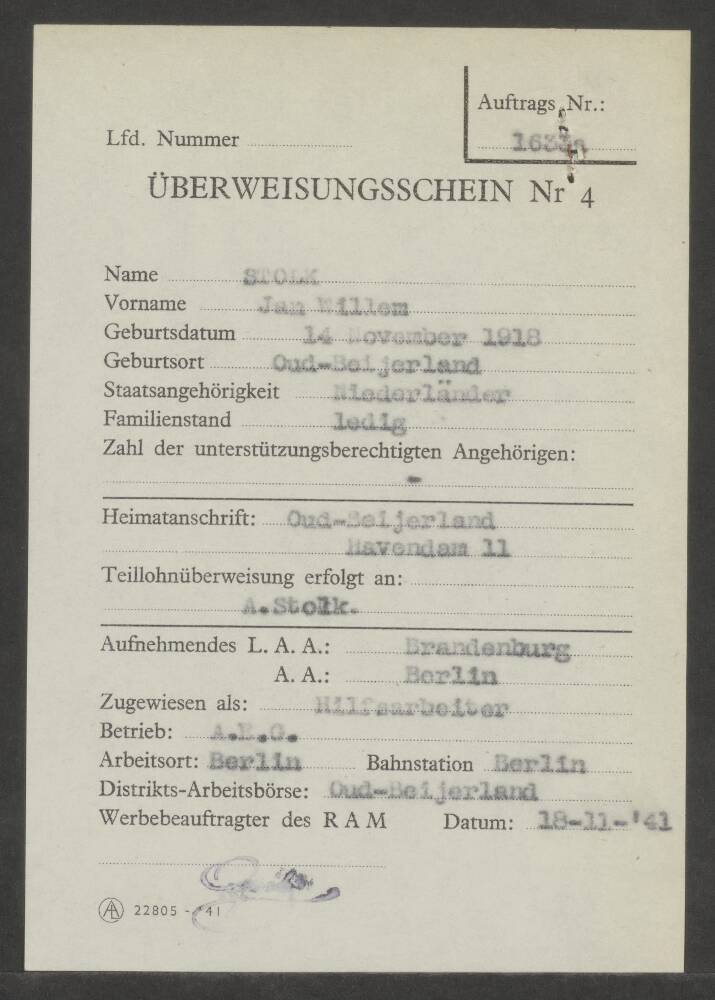 Auftrags Nr.:
Lfd. Nummer
ÜBERWEISUNGSSCHEIN Nr 4
Name STOLK
Vorname Jan Willem
Geburtsdatum 14 November 1918
Geburtsort Oud-Beijerland
Staatsangehörigkeit Niederländer
Familienstand ledig
Zahl der unterstützungsberechtigten Angehörigen:
-
Heimatanschrift: Oud-Beijerland
Havendam 11
Teillohnüberweisung erfolgt an:
A.Stolk.
Aufnehmendes L. A. A.: Brandenburg
A. A.: Berlin
Zugewiesen als: Hilfsarbeiter
Betrieb: A.E.G.
Arbeitsort: Berlin Bahnstation Berlin
Distrikts-Arbeitsbörse: Oud-Beijerland
Werbebeauftragter des R A M Datum: 18-11-'41
22805 - '41